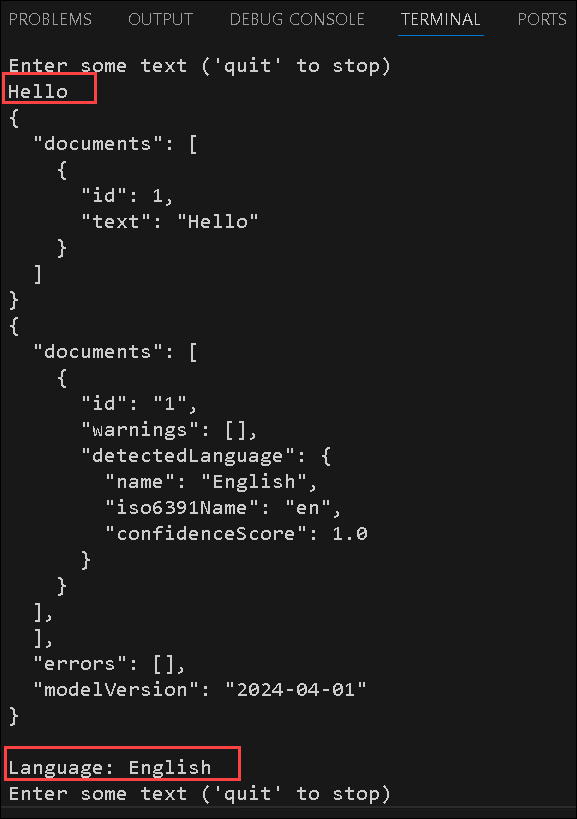 PROBLEMS OUTPUT DEBUG CONSOLE TERMINAL PORTS
Enter some text ('quit' to stop)
Hello
{
  "documents": [
    {
      "id": 1,
      "text": "Hello"
    }
  ]
}
{
  "documents": [
    {
      "id": "1",
      "warnings": [],
      "detectedLanguage": {
        "name": "English",
        "iso6391Name": "en",
        "confidenceScore": 1.0
      }
    }
  ],
  ],
  "errors": [],
  "modelVersion": "2024-04-01"
}
Language: English
Enter some text ('quit' to stop)